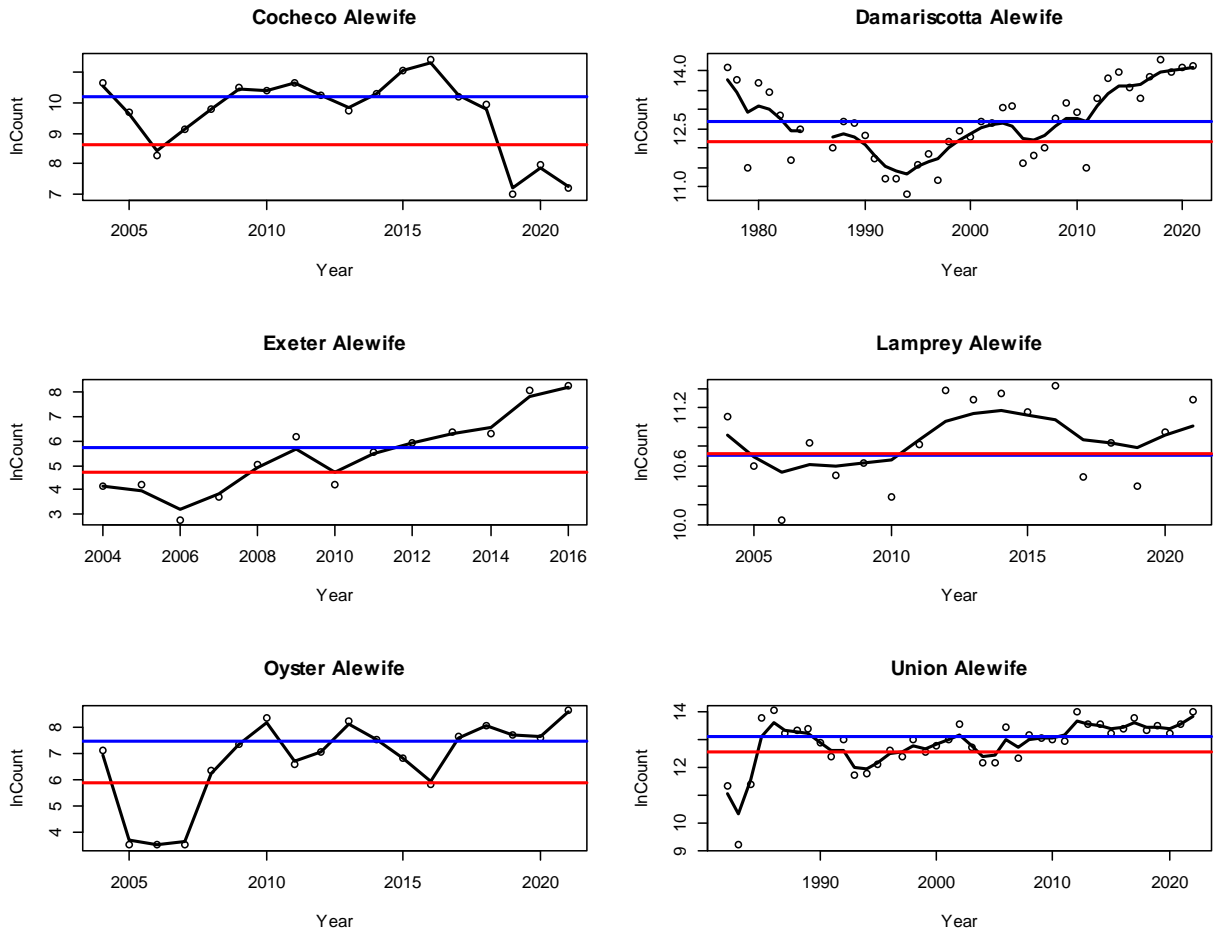 Cocheco Alewife
lnCount
7 8 9 10
2005 2010 2015 2020
Year
Damariscotta Alewife
lnCount
11.0 12.5 14.0
1980 1990 2000 2010 2020
Year
Exeter Alewife
lnCount
3 4 5 6 7 8
2004 2006 2008 2010 2012 2014 2016
Year
Lamprey Alewife
lnCount
10.0 10.6 11.2
2005 2010 2015 2020
Year
Oyster Alewife
lnCount
4 5 6 7 8
2005 2010 2015 2020
Year
Union Alewife
lnCount
9 10 12 14
1990 2000 2010 2020
Year